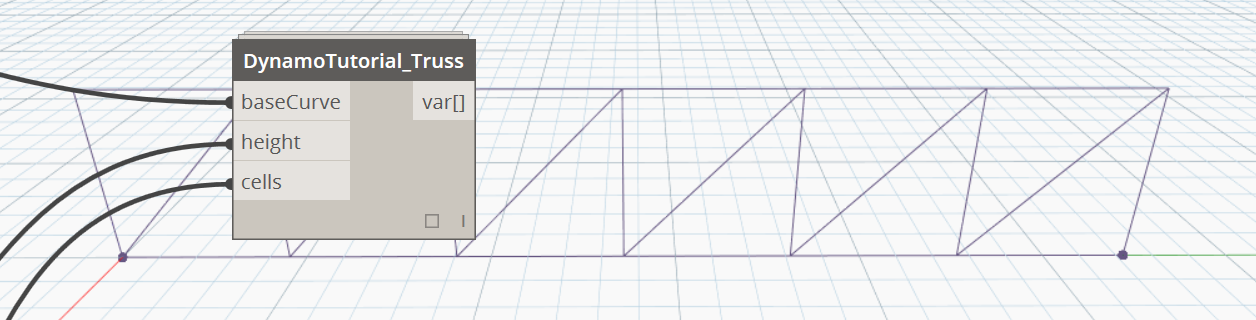 DynamoTutorial_Truss
baseCurve var[]
height
cells